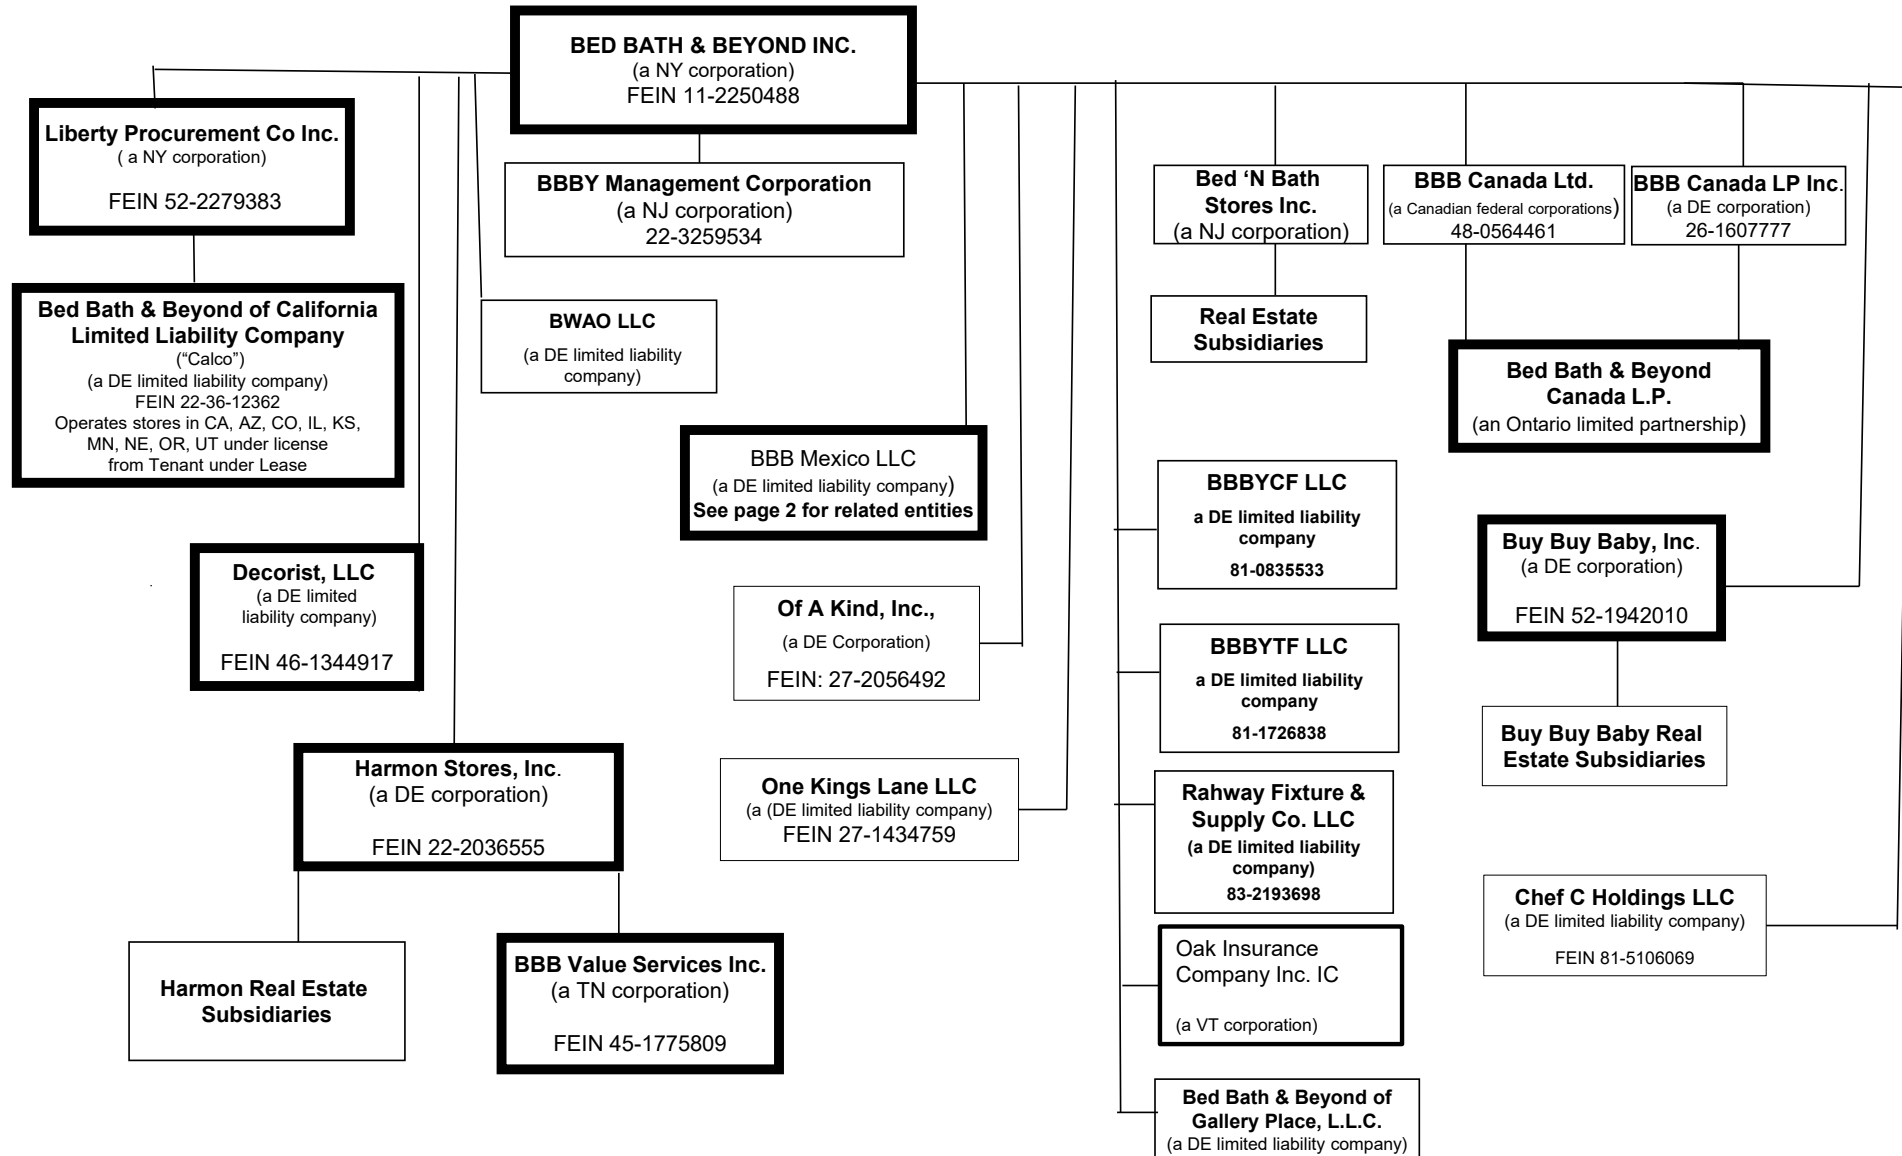 BED BATH & BEYOND INC.
(a NY corporation)
FEIN 11-2250488
Liberty Procurement Co Inc.
( a NY corporation)
FEIN 52-2279383
BBBY Management Corporation
(a NJ corporation)
22-3259534
Bed ‘N Bath
Stores Inc.
(a NJ corporation)
BBB Canada Ltd.
(a Canadian federal corporations)
48-0564461
BBB Canada LP Inc.
(a DE corporation)
26-1607777
Bed Bath & Beyond of California
Limited Liability Company
(“Calco”)
(a DE limited liability company)
FEIN 22-36-12362
Operates stores in CA, AZ, CO, IL, KS,
MN, NE, OR, UT under license
from Tenant under Lease
BWAO LLC
(a DE limited liability
company)
Real Estate
Subsidiaries
Bed Bath & Beyond
Canada L.P.
(an Ontario limited partnership)
BBB Mexico LLC
(a DE limited liability company)
See page 2 for related entities
BBBYCF LLC
a DE limited liability
company
81-0835533
Buy Buy Baby, Inc.
(a DE corporation)
FEIN 52-1942010
Decorist, LLC
(a DE limited
liability company)
FEIN 46-1344917
Of A Kind, Inc.,
(a DE Corporation)
FEIN: 27-2056492
BBBYTF LLC
a DE limited liability
company
81-1726838
Buy Buy Baby Real
Estate Subsidiaries
Harmon Stores, Inc.
(a DE corporation)
FEIN 22-2036555
One Kings Lane LLC
(a (DE limited liability company)
FEIN 27-1434759
Rahway Fixture &
Supply Co. LLC
(a DE limited liability
company)
83-2193698
Chef C Holdings LLC
(a DE limited liability company)
FEIN 81-5106069
Harmon Real Estate
Subsidiaries
BBB Value Services Inc.
(a TN corporation)
FEIN 45-1775809
Oak Insurance
Company Inc. IC
(a VT corporation)
Bed Bath & Beyond of
Gallery Place, L.L.C.
(a DE limited liability company)